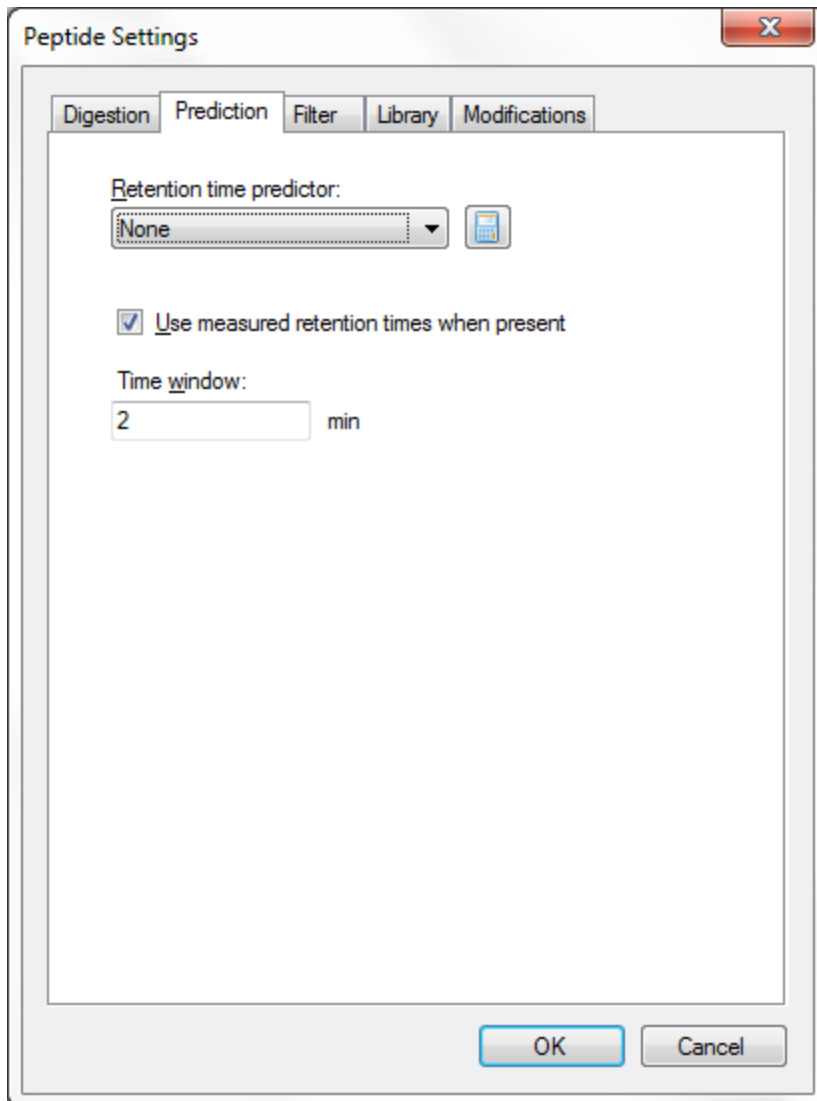 Peptide Settings
Digestion Prediction Filter Library Modifications
Retention time predictor:
None
Use measured retention times when present
Time window:
2 min
OK Cancel